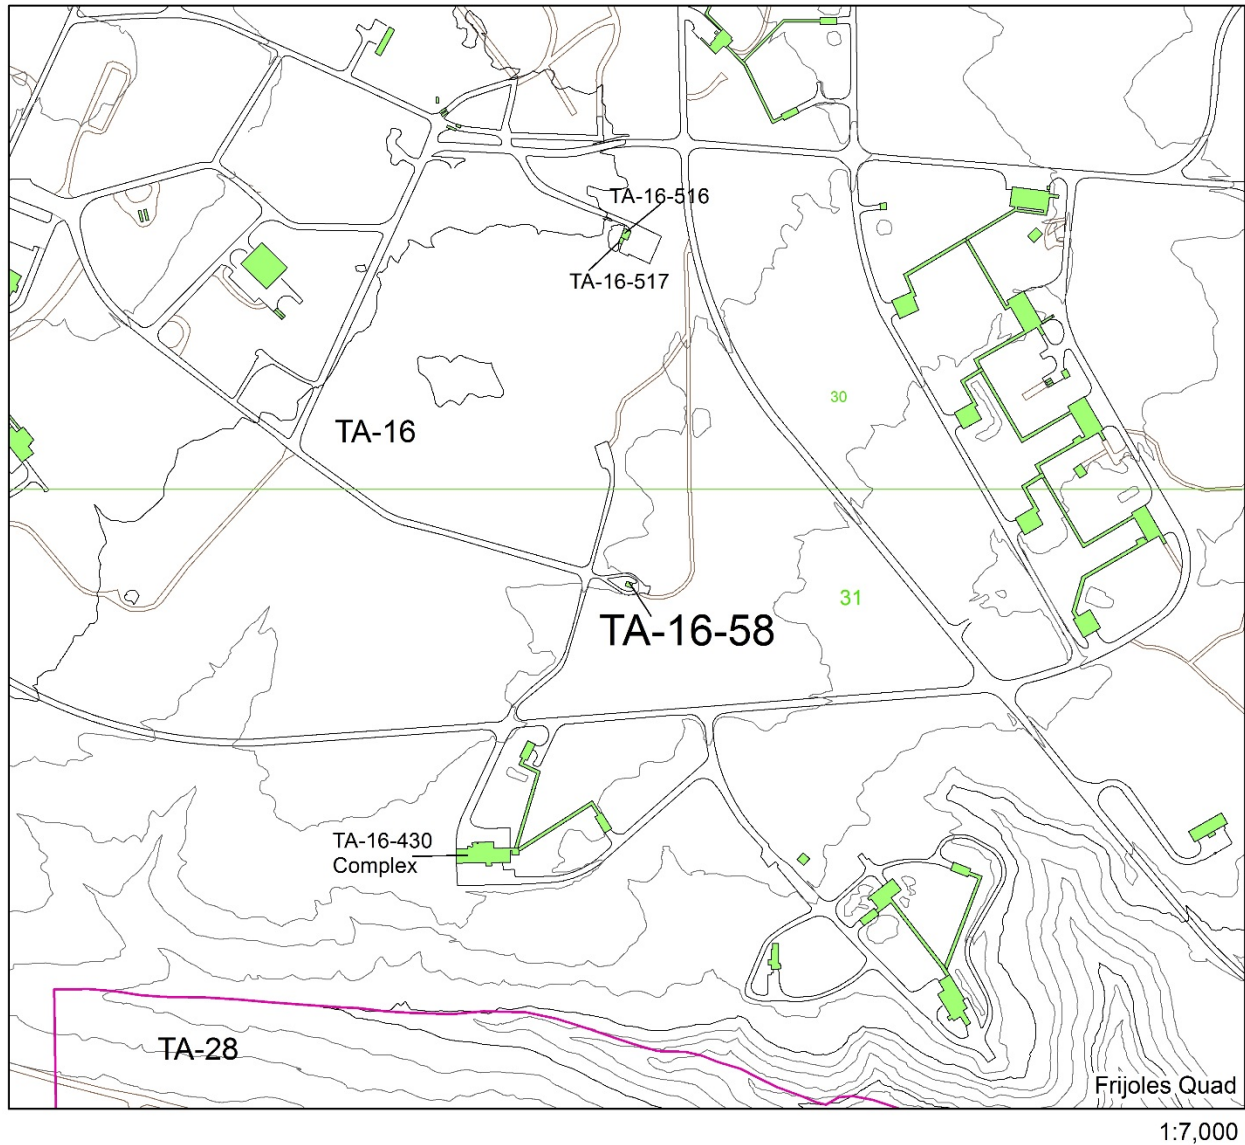 TA-16-516
TA-16-517
30
TA-16
31
TA-16-58
TA-16-430
Complex
TA-28
Frijoles Quad
1:7,000